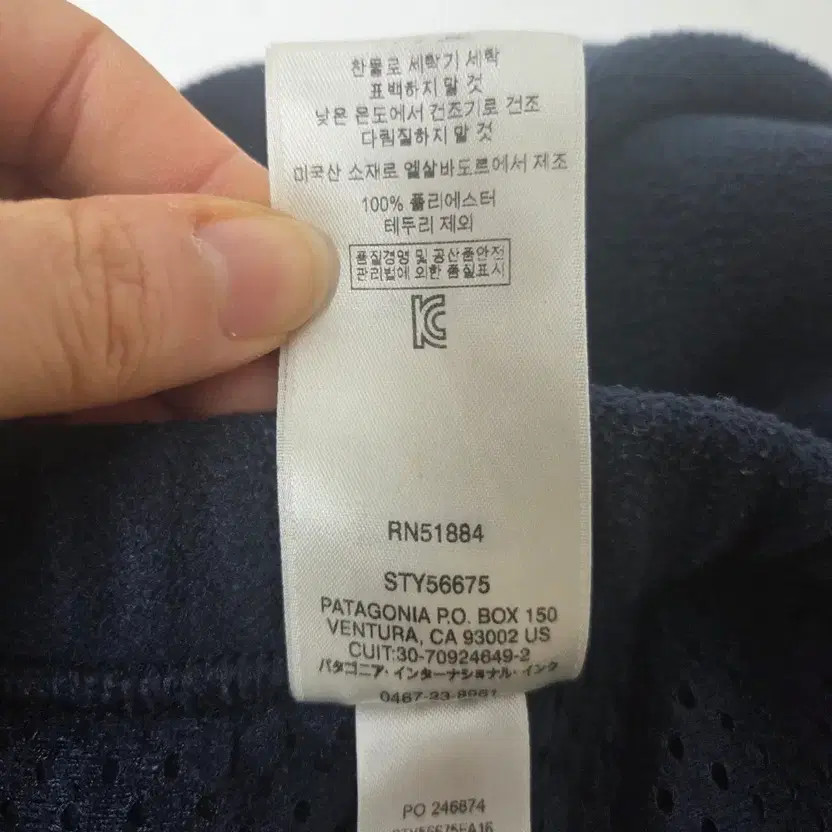 찬물로 세탁기 세탁
표백하지 말 것
낮은 온도에서 건조기로 건조
다림질하지 말 것
미국산 소재로 엘살바도르에서 제조
100% 폴리에스터
테두리 제외
품질경영 및 공산품안전
관리법에 의한 품질표시
RN51884
STY56675
PATAGONIA P.O. BOX 150
VENTURA, CA 93002 US
CUIT:30-70924649-2
パタゴニア・インターナショナル・インク
0467-23-8961
PO 246874
STY56675FA16